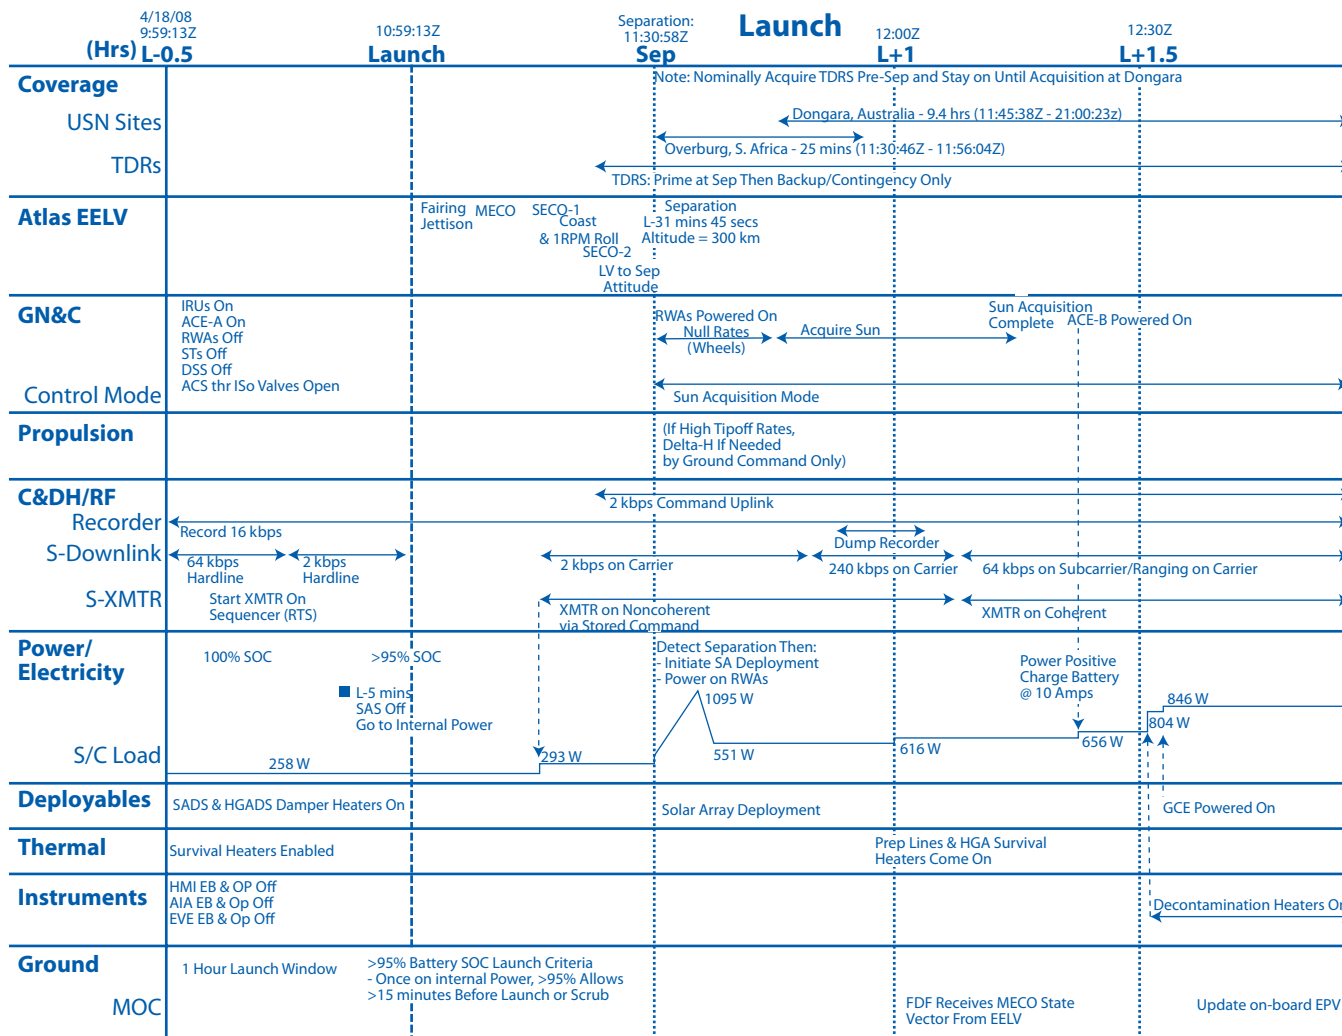 Launch
4/18/08
9:59:13Z
(Hrs) L-0.5
10:59:13Z
Launch
Separation:
11:30:58Z
Sep
12:00Z
L+1
12:30Z
L+1.5
Coverage
Note: Nominally Acquire TDRS Pre-Sep and Stay on Until Acquisition at Dongara
USN Sites
Dongara, Australia - 9.4 hrs (11:45:38Z - 21:00:23z)
Overburg, S. Africa - 25 mins (11:30:46Z - 11:56:04Z)
TDRs
TDRS: Prime at Sep Then Backup/Contingency Only
Atlas EELV
Fairing
Jettison
MECO
SECO-1
Coast
& 1RPM Roll
SECO-2
LV to Sep
Attitude
Separation
L-31 mins 45 secs
Altitude = 300 km
GN&C
IRUs On
ACE-A On
RWAs Off
STs Off
DSS Off
ACS thr ISo Valves Open
RWAs Powered On
Null Rates
(Wheels)
Acquire Sun
Sun Acquisition
Complete
ACE-B Powered On
Control Mode
Sun Acquisition Mode
Propulsion
(If High Tipoff Rates,
Delta-H If Needed
by Ground Command Only)
C&DH/RF
2 kbps Command Uplink
Recorder
Record 16 kbps
Dump Recorder
S-Downlink
64 kbps
Hardline
2 kbps
Hardline
2 kbps on Carrier
240 kbps on Carrier
64 kbps on Subcarrier/Ranging on Carrier
S-XMTR
Start XMTR On
Sequencer (RTS)
XMTR on Noncoherent
via Stored Command
XMTR on Coherent
Power/
Electricity
100% SOC
>95% SOC
L-5 mins
SAS Off
Go to Internal Power
Detect Separation Then:
- Initiate SA Deployment
- Power on RWAs
Power Positive
Charge Battery
@ 10 Amps
S/C Load
258 W
293 W
1095 W
551 W
616 W
656 W
804 W
846 W
Deployables
SADS & HGADS Damper Heaters On
Solar Array Deployment
GCE Powered On
Thermal
Survival Heaters Enabled
Prep Lines & HGA Survival
Heaters Come On
Instruments
HMI EB & OP Off
AIA EB & Op Off
EVE EB & Op Off
Decontamination Heaters On
Ground
1 Hour Launch Window
>95% Battery SOC Launch Criteria
- Once on internal Power, >95% Allows
>15 minutes Before Launch or Scrub
MOC
FDF Receives MECO State
Vector From EELV
Update on-board EPV